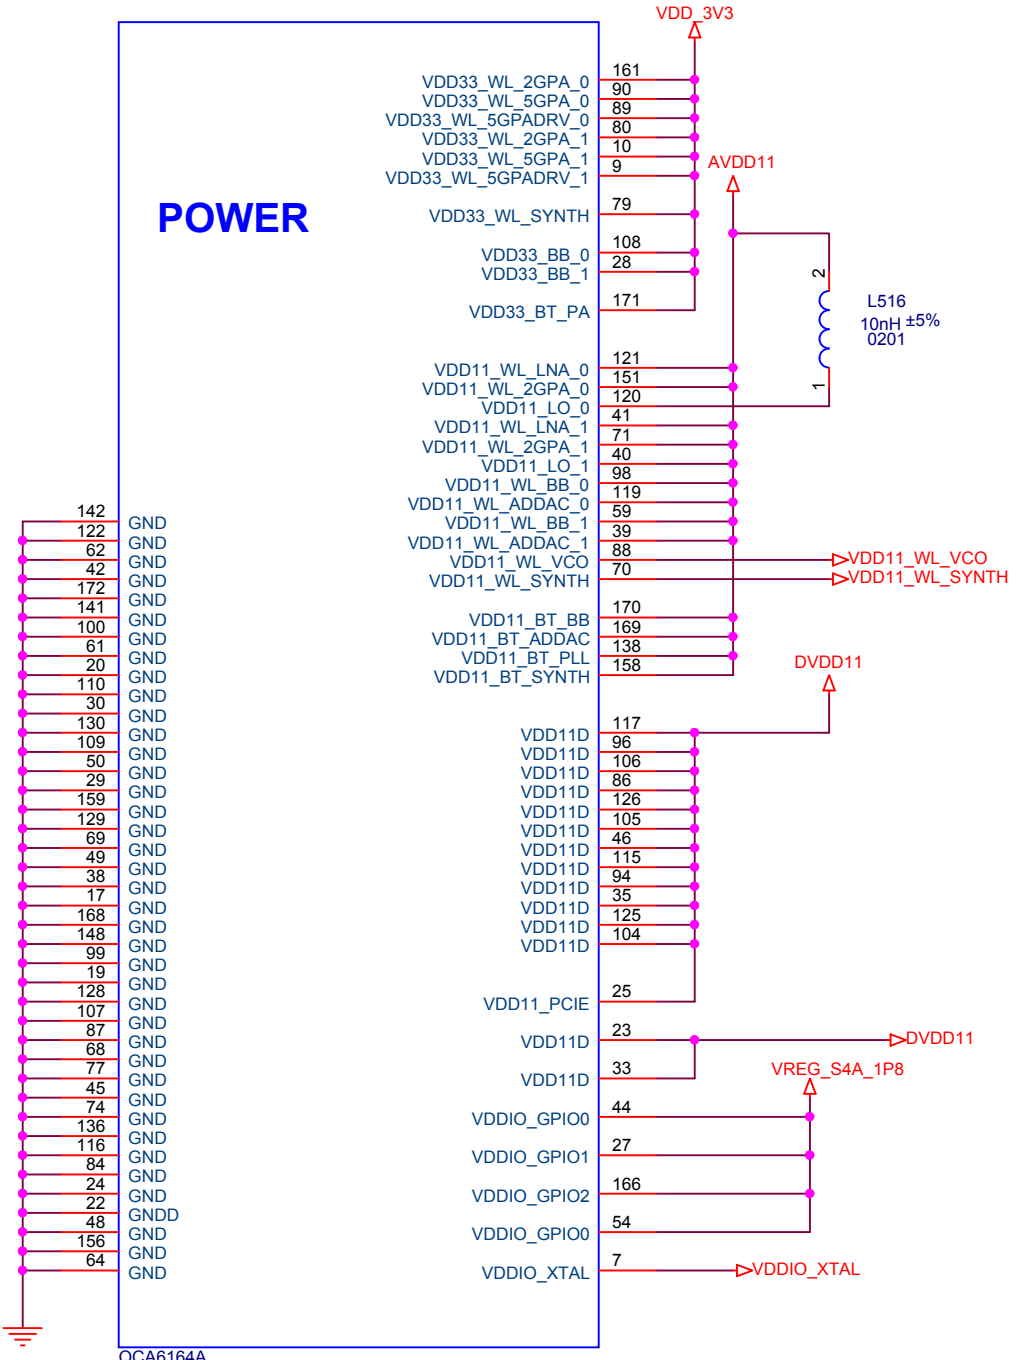 VDD_3V3
POWER
VDD33_WL_2GPA_0 161
VDD33_WL_5GPA_0 90
VDD33_WL_5GPADRV_0 89
VDD33_WL_2GPA_1 80
VDD33_WL_5GPA_1 10
VDD33_WL_5GPADRV_1 9
AVDD11
VDD33_WL_SYNTH 79
VDD33_BB_0 108
VDD33_BB_1 28
VDD33_BT_PA 171
2
L516
10nH ±5%
0201
1
VDD11_WL_LNA_0 121
VDD11_WL_2GPA_0 151
VDD11_LO_0 120
VDD11_WL_LNA_1 41
VDD11_WL_2GPA_1 71
VDD11_LO_1 40
VDD11_WL_BB_0 98
VDD11_WL_ADDAC_0 119
VDD11_WL_BB_1 59
VDD11_WL_ADDAC_1 39
VDD11_WL_VCO 88 VDD11_WL_VCO
VDD11_WL_SYNTH 70 VDD11_WL_SYNTH
VDD11_BT_BB 170
VDD11_BT_ADDAC 169
VDD11_BT_PLL 138
VDD11_BT_SYNTH 158
DVDD11
VDD11D 117
VDD11D 96
VDD11D 106
VDD11D 86
VDD11D 126
VDD11D 105
VDD11D 46
VDD11D 115
VDD11D 94
VDD11D 35
VDD11D 125
VDD11D 104
VDD11_PCIE 25
VDD11D 23 DVDD11
VDD11D 33
VREG_S4A_1P8
VDDIO_GPIO0 44
VDDIO_GPIO1 27
VDDIO_GPIO2 166
VDDIO_GPIO0 54
VDDIO_XTAL 7 VDDIO_XTAL
142 GND
122 GND
62 GND
42 GND
172 GND
141 GND
100 GND
61 GND
20 GND
110 GND
30 GND
130 GND
109 GND
50 GND
29 GND
159 GND
129 GND
69 GND
49 GND
38 GND
17 GND
168 GND
148 GND
99 GND
19 GND
128 GND
107 GND
87 GND
68 GND
77 GND
45 GND
74 GND
136 GND
116 GND
84 GND
24 GND
22 GNDD
48 GND
156 GND
64 GND
QCA6164A